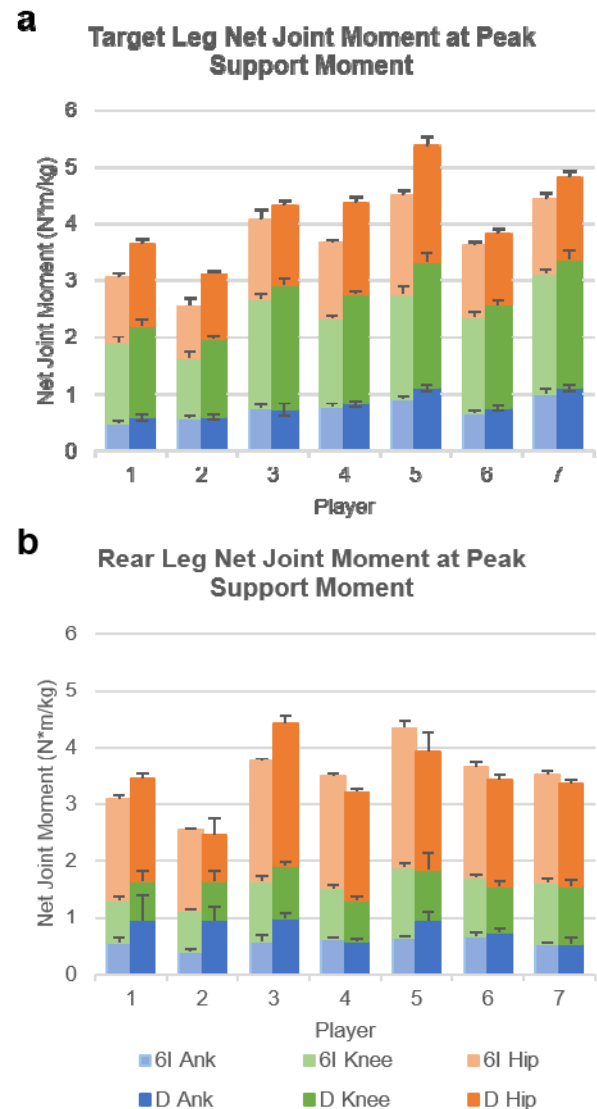 a
Target Leg Net Joint Moment at Peak
Support Moment
Net Joint Moment (N*m/kg)
6
5
4
3
2
1
0
1 2 3 4 5 6 7
Player
b
Rear Leg Net Joint Moment at Peak
Support Moment
Net Joint Moment (N*m/kg)
6
5
4
3
2
1
0
1 2 3 4 5 6 7
Player
6I Ank 6I Knee 6I Hip
D Ank D Knee D Hip